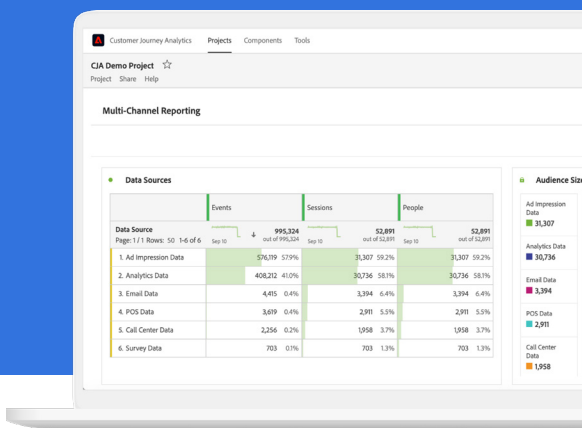 Customer Journey Analytics Projects Components Tools
CJA Demo Project
Project Share Help
Multi-Channel Reporting
Data Sources
Events Sessions People
Data Source
Page: 1 / 1 Rows: 50 1-6 of 6
Sep 10 995,324 out of 995,324
Sep 10 52,891 out of 52,891
Sep 10 52,891 out of 52,891
1. Ad Impression Data 576,119 57.9% 31,307 59.2% 31,307 59.2%
2. Analytics Data 408,212 41.0% 30,736 58.1% 30,736 58.1%
3. Email Data 4,415 0.4% 3,394 6.4% 3,394 6.4%
4. POS Data 3,619 0.4% 2,911 5.5% 2,911 5.5%
5. Call Center Data 2,256 0.2% 1,958 3.7% 1,958 3.7%
6. Survey Data 703 0.1% 703 1.3% 703 1.3%
Audience Size
Ad Impression
Data
31,307
Analytics Data
30,736
Email Data
3,394
POS Data
2,911
Call Center
Data
1,958